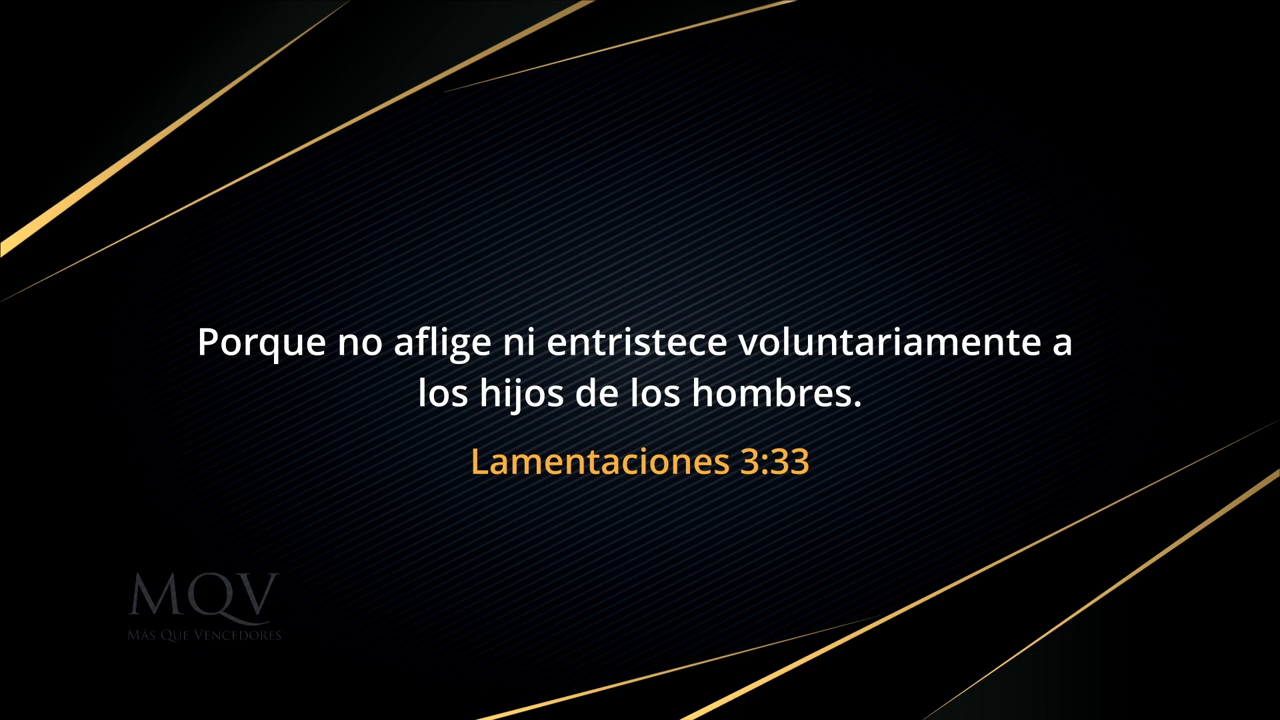 Porque no aflige ni entristece voluntariamente a
los hijos de los hombres.
Lamentaciones 3:33
MQV
Más Que Vencedores